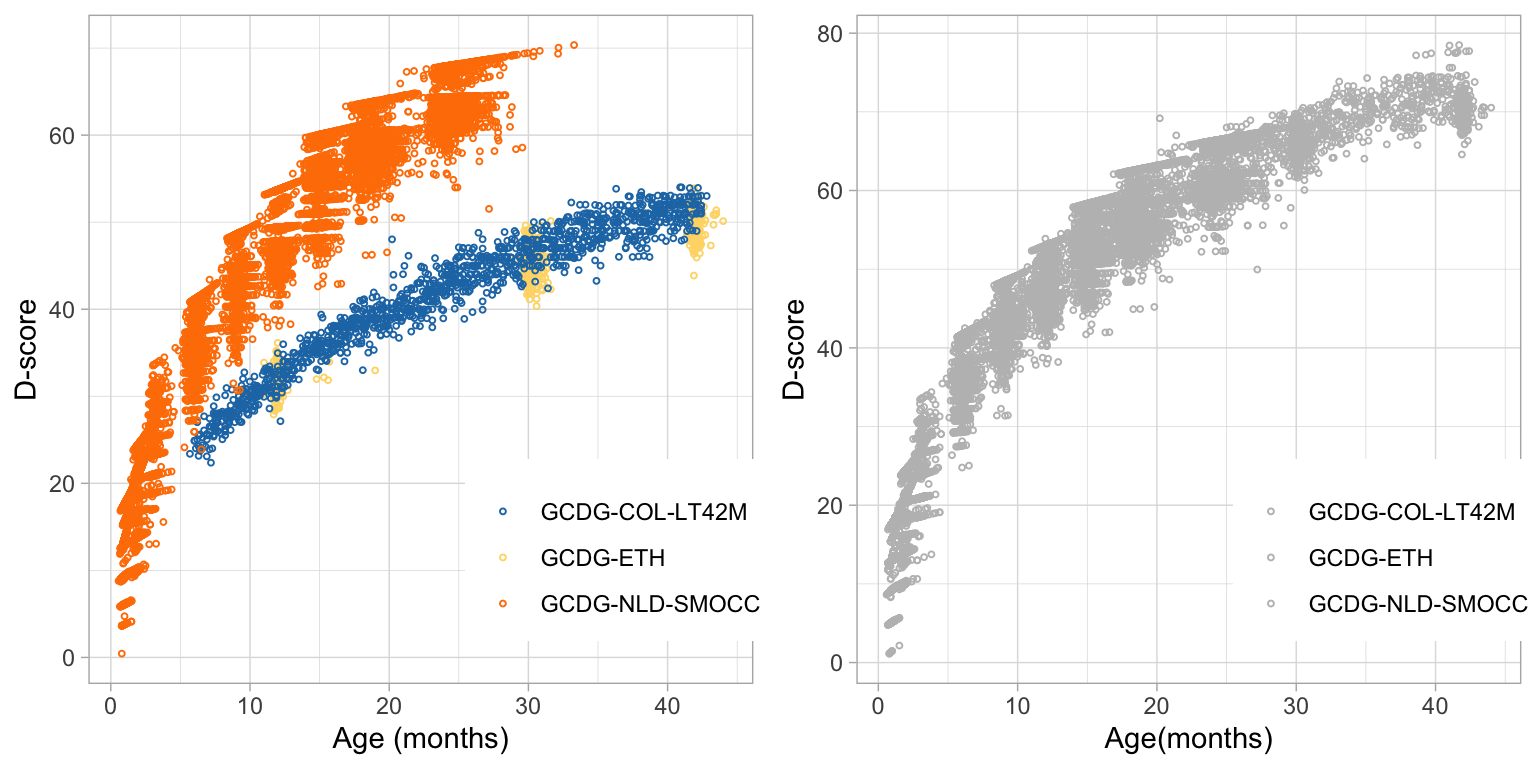 D-score
60
40
20
0
GCDG-COL-LT42M
GCDG-ETH
GCDG-NLD-SMOCC
0 10 20 30 40
Age (months)
D-score
80
60
40
20
0
GCDG-COL-LT42M
GCDG-ETH
GCDG-NLD-SMOCC
0 10 20 30 40
Age(months)